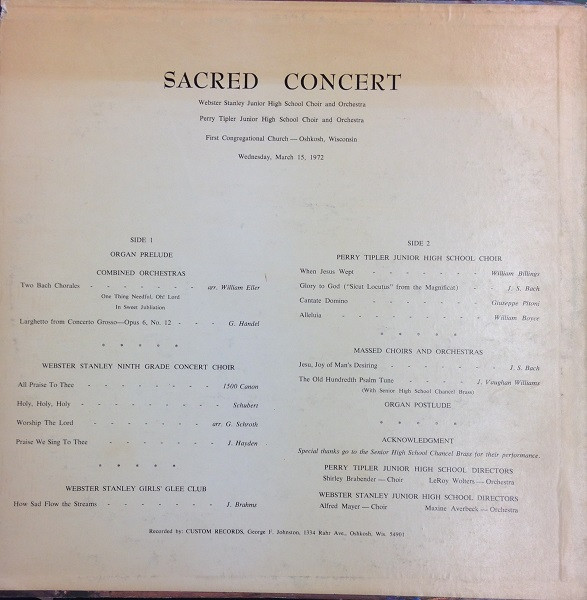 SACRED CONCERT
Webster Stanley Junior High School Choir and Orchestra
Perry Tipler Junior High School Choir and Orchestra
First Congregational Church — Oshkosh, Wisconsin
Wednesday, March 15, 1972
SIDE 1
ORGAN PRELUDE
COMBINED ORCHESTRAS
Two Bach Chorales - - - - - - - - arr. William Eller
One Thing Needful, Oh! Lord
In Sweet Jubilation
Larghetto from Concerto Grosso—Opus 6, No. 12 - - - G. Handel
* * * * *
WEBSTER STANLEY NINTH GRADE CONCERT CHOIR
All Praise To Thee - - - - - - - 1500 Canon
Holy, Holy, Holy - - - - - - - - Schubert
Worship The Lord - - - - - - - arr. G. Schroth
Praise We Sing To Thee - - - - - - J. Hayden
* * * * *
WEBSTER STANLEY GIRLS' GLEE CLUB
How Sad Flow the Streams - - - - - - J. Brahms
SIDE 2
PERRY TIPLER JUNIOR HIGH SCHOOL CHOIR
When Jesus Wept - - - - - - - William Billings
Glory to God ("Sicut Locutus" from the Magnificat) - - J. S. Bach
Cantate Domino - - - - - - - Giuseppe Pitoni
Alleluia - - - - - - - - - William Boyce
* * * * *
MASSED CHOIRS AND ORCHESTRAS
Jesu, Joy of Man's Desiring - - - - - - J. S. Bach
The Old Hundredth Psalm Tune - - - - - J. Vaughan Williams
(With Senior High School Chancel Brass)
ORGAN POSTLUDE
* * * * *
ACKNOWLEDGMENT
Special thanks go to the Senior High School Chancel Brass for their performance.
PERRY TIPLER JUNIOR HIGH SCHOOL DIRECTORS
Shirley Brabender — Choir LeRoy Wolters — Orchestra
WEBSTER STANLEY JUNIOR HIGH SCHOOL DIRECTORS
Alfred Mayer — Choir Maxine Averbeck — Orchestra
Recorded by: CUSTOM RECORDS, George F. Johnston, 1334 Rahr Ave., Oshkosh, Wis. 54901